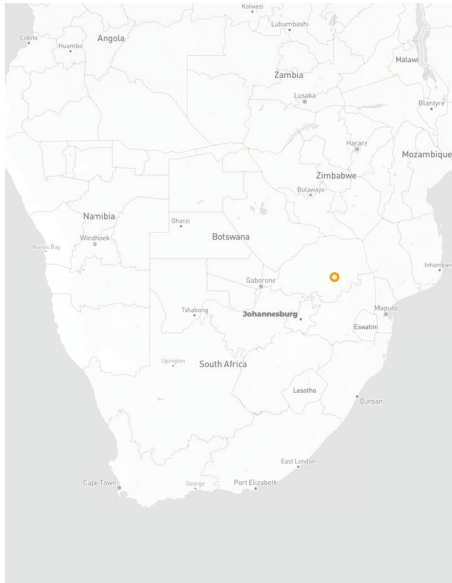 Kolwezi
Lubumbashi
Lobito
Angola
Huambo
Malawi
Zambia
Lusaka
Blantyre
Harare
Mozambique
Zimbabwe
Bulawayo
Namibia
Ghanzi
Windhoek
Botswana
Walvis Bay
Inhamban
Gaborone
Tshabong
Johannesburg
Maputo
Eswatini
Upington
South Africa
Lesotho
Durban
East London
Cape Town
George
Port Elizabeth